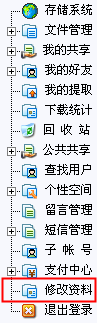 存储系统
文件管理
我的共享
我的好友
我的提取
下载统计
回 收 站
公共共享
查找用户
个性空间
留言管理
短信管理
子 帐 号
支付中心
修改资料
退出登录